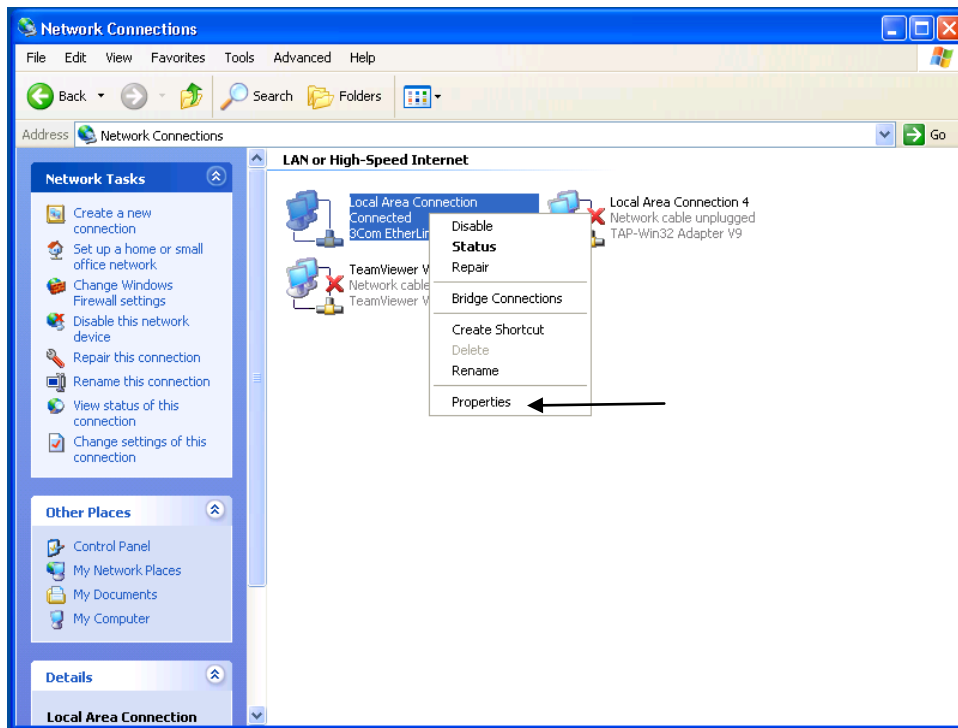 Network Connections
File Edit View Favorites Tools Advanced Help
Back Search Folders
Address Network Connections Go
Network Tasks
Create a new
connection
Set up a home or small
office network
Change Windows
Firewall settings
Disable this network
device
Repair this connection
Rename this connection
View status of this
connection
Change settings of this
connection
Other Places
Control Panel
My Network Places
My Documents
My Computer
Details
Local Area Connection
LAN or High-Speed Internet
Local Area Connection
Connected
3Com
Local Area Connection 4
Network cable unplugged
TAP-Win32 Adapter V9
TeamViewer V
Network cable
TeamViewer V
Disable
Status
Repair
Bridge Connections
Create Shortcut
Delete
Rename
Properties